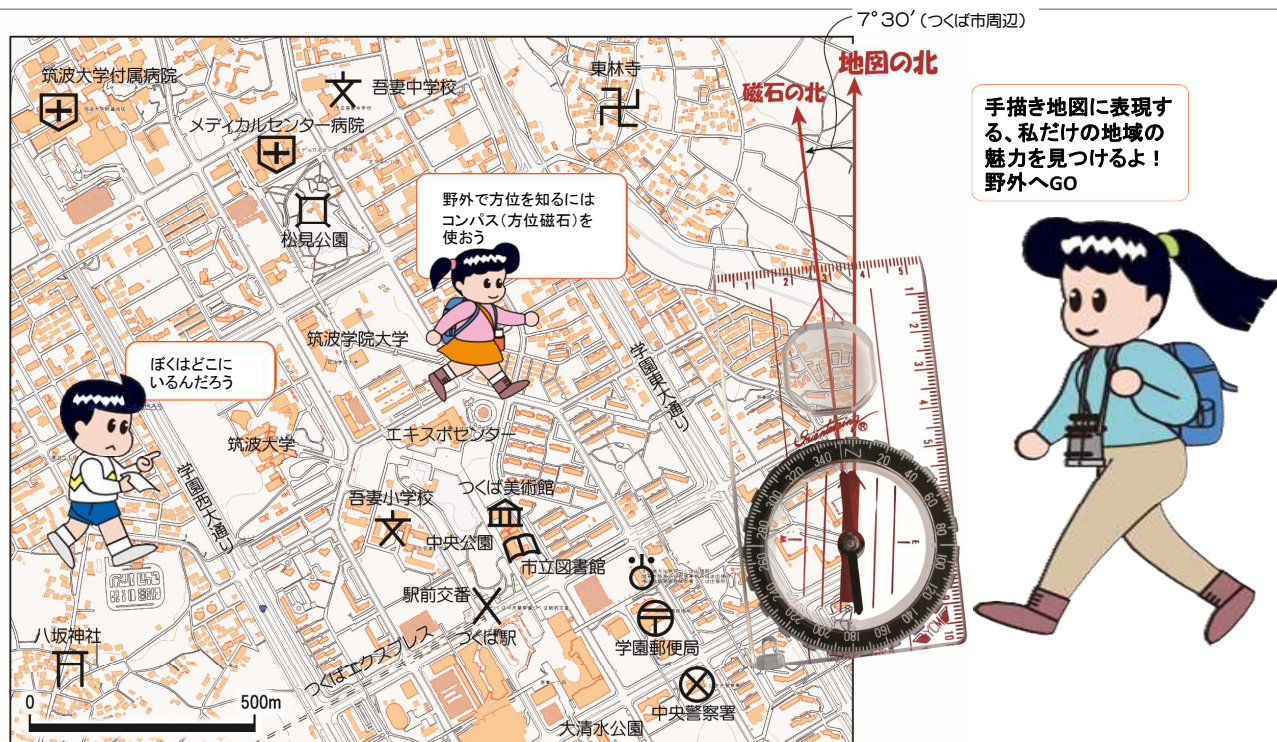 7°30′(つくば市周辺)
地図の北
磁石の北
筑波大学付属病院
吾妻中学校
東林寺
メディカルセンター病院
松見公園
野外で方位を知るには
コンパス(方位磁石)を
使おう
手描き地図に表現す
る、私だけの地域の
魅力を見つけるよ！
野外へGO
筑波学院大学
ぼくはどこに
いるんだろう
学園東大通り
筑波大学
エキスポセンター
学園西大通り
吾妻小学校
つくば美術館
中央公園
市立図書館
駅前交番
つくば駅
学園郵便局
つくばエクスプレス
八坂神社
中央警察署
大清水公園
0 500m